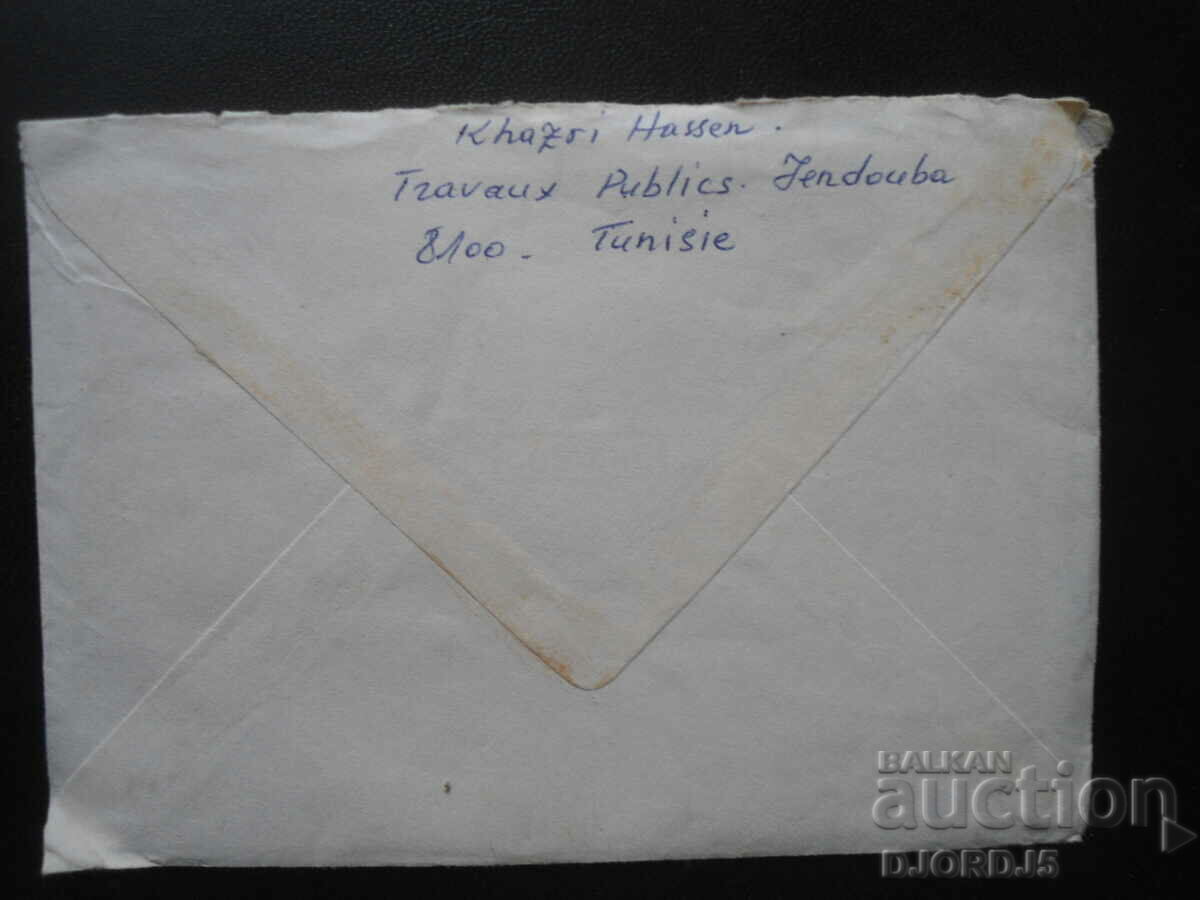 Khazri Hassen.
Travaux Publics. Jendouba
8100. Tunisie
BALKAN
auction
DJORDJ5